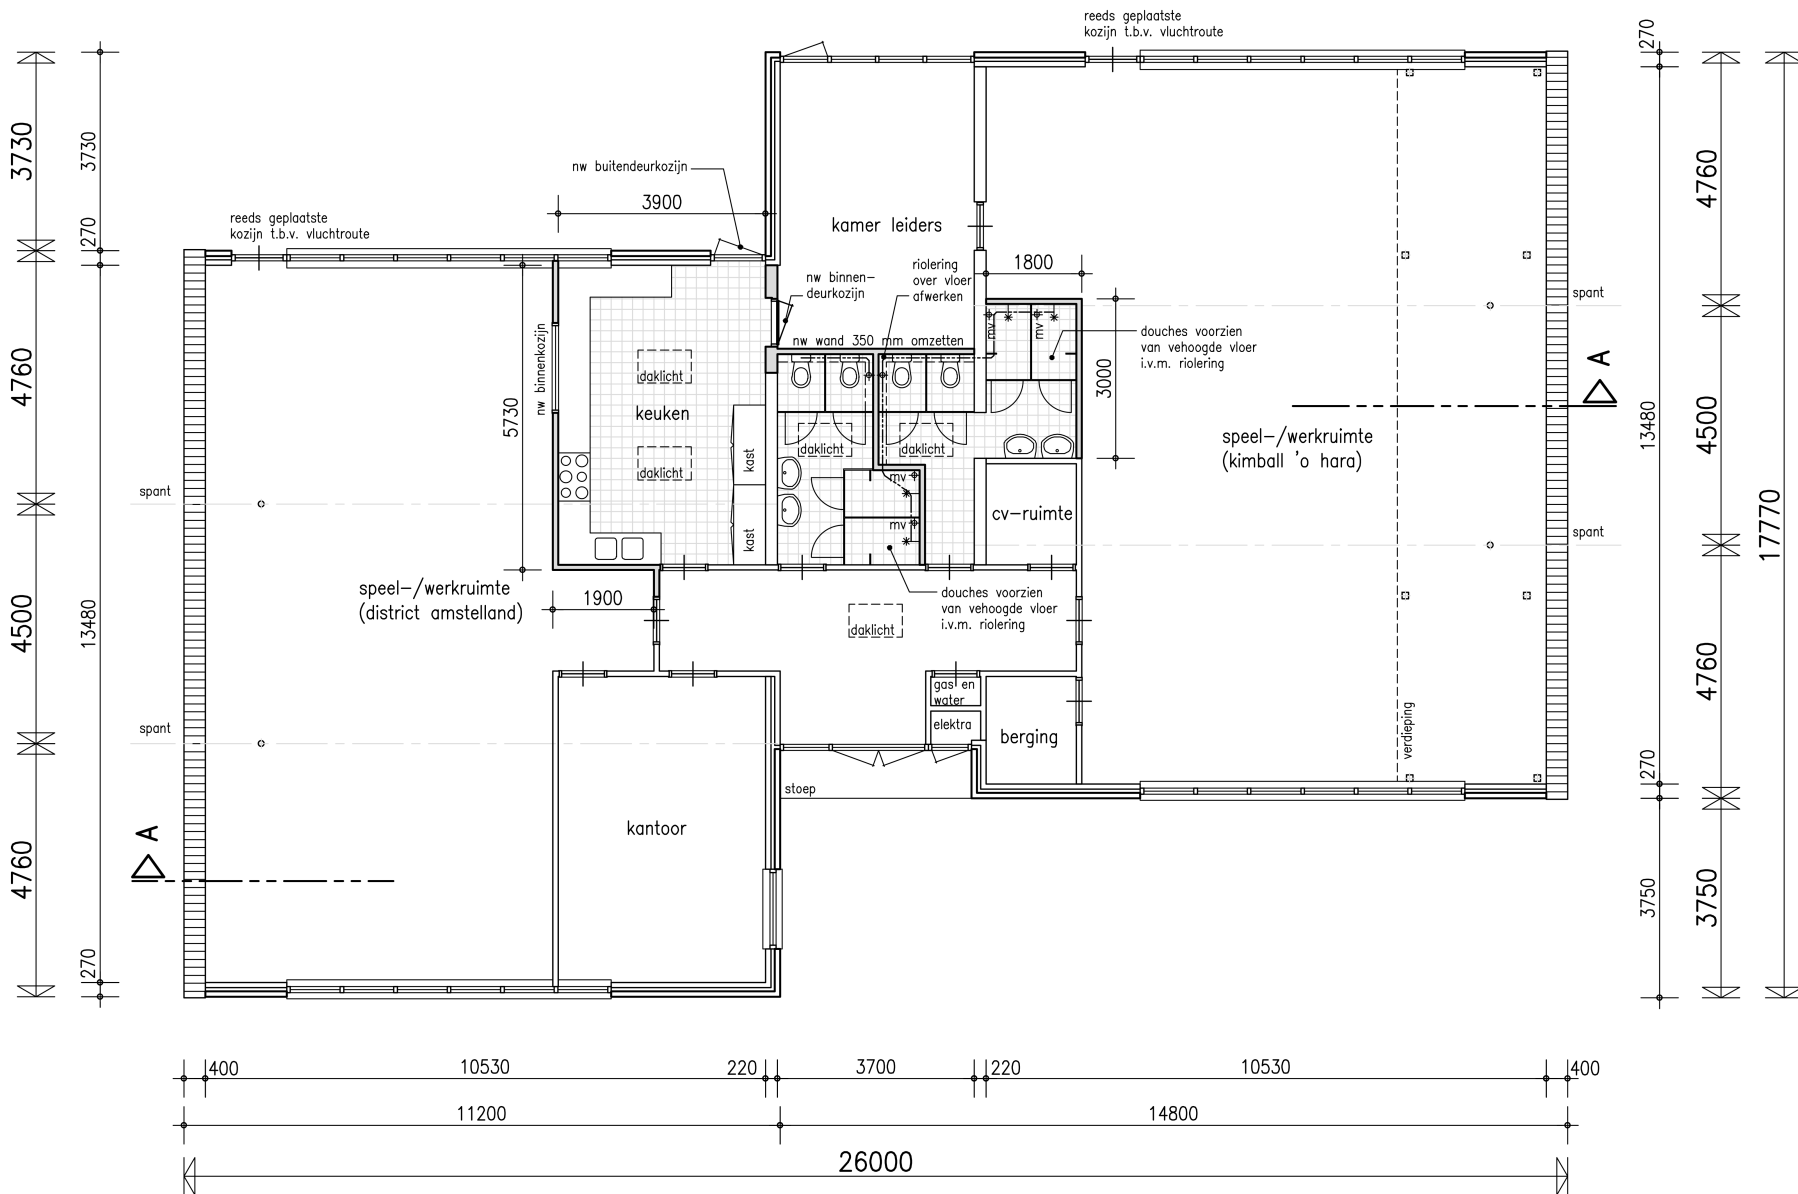 reeds geplaatste
kozijn t.b.v. vluchtroute
270
3730
3730
4760
nw buitendeurkozijn
3900
reeds geplaatste
kozijn t.b.v. vluchtroute
270
kamer leiders
riolering
over vloer
afwerken
1800
nw binnen-
deurkozijn
spant
nw wand 350 mm omzetten
mv
mv
douches voorzien
van vehoogde vloer
i.v.m. riolering
A
4760
nw binnenkozijn
daklicht
3000
5730
keuken
13480
4500
speel-/werkruimte
(kimball 'o hara)
daklicht
daklicht
daklicht
kast
spant
mv
cv-ruimte
17770
mv
kast
spant
speel-/werkruimte
(district amstelland)
1900
douches voorzien
van vehoogde vloer
i.v.m. riolering
daklicht
4500
13480
4760
gas en
water
elektra
berging
verdieping
spant
270
stoep
kantoor
A
4760
3750
3750
270
400
10530
220
3700
220
10530
400
11200
14800
26000